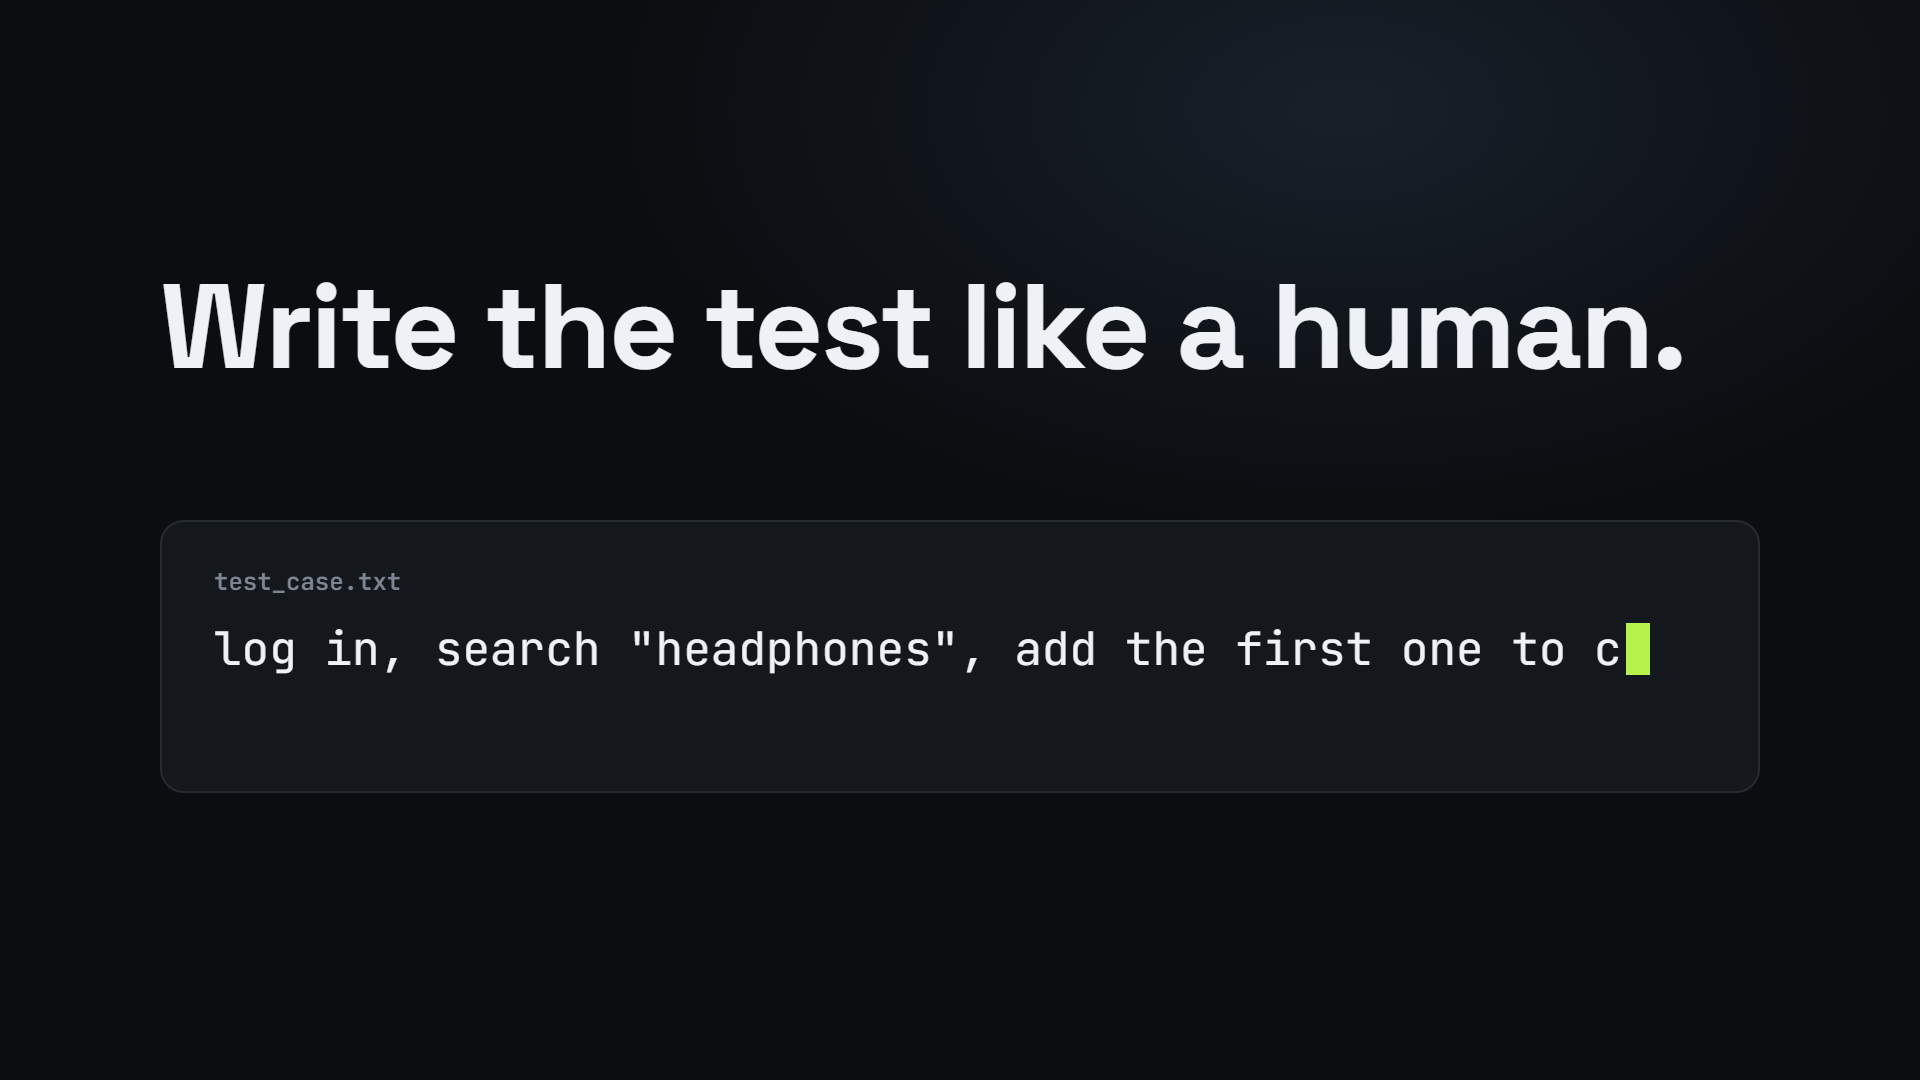 Write the test like a human.
test_case.txt
log in, search "headphones", add the first one to c